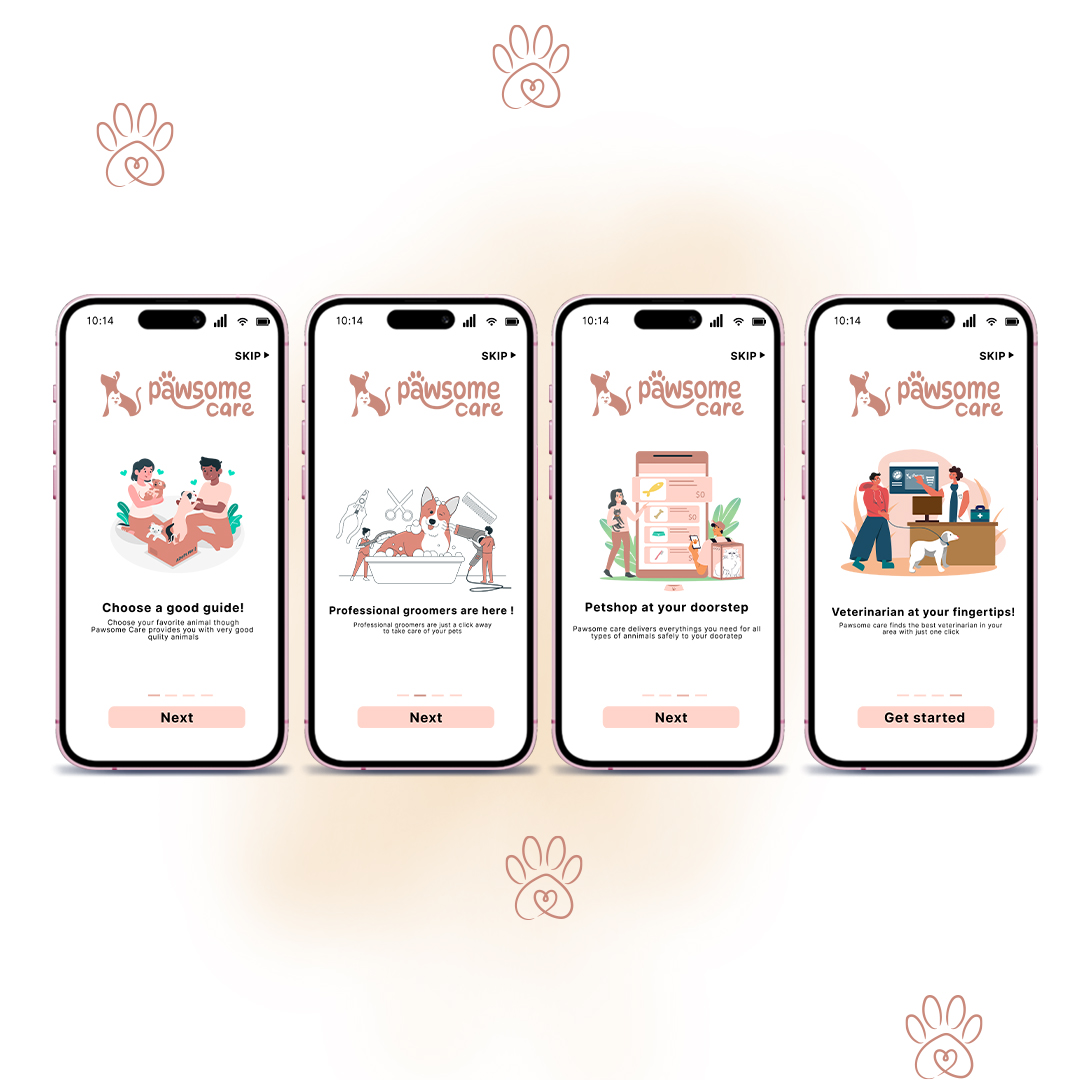 10:14
SKIP
pawsome
care
Choose a good guide!
Choose your favorite animal though
Pawsome Care provides you with very good
qulity animals
Next
10:14
SKIP
pawsome
care
Professional groomers are here !
Professional groomers are just a click away
to take care of your pets
Next
10:14
SKIP
pawsome
care
$0
$0
Petshop at your doorstep
Pawsome care delivers everything you need for all
types of annimals safely to your dooratep
Next
10:14
SKIP
pawsome
care
Veterinarian at your fingertips!
Pawsome care finds the best veterinarian in your
area with just one click
Get started